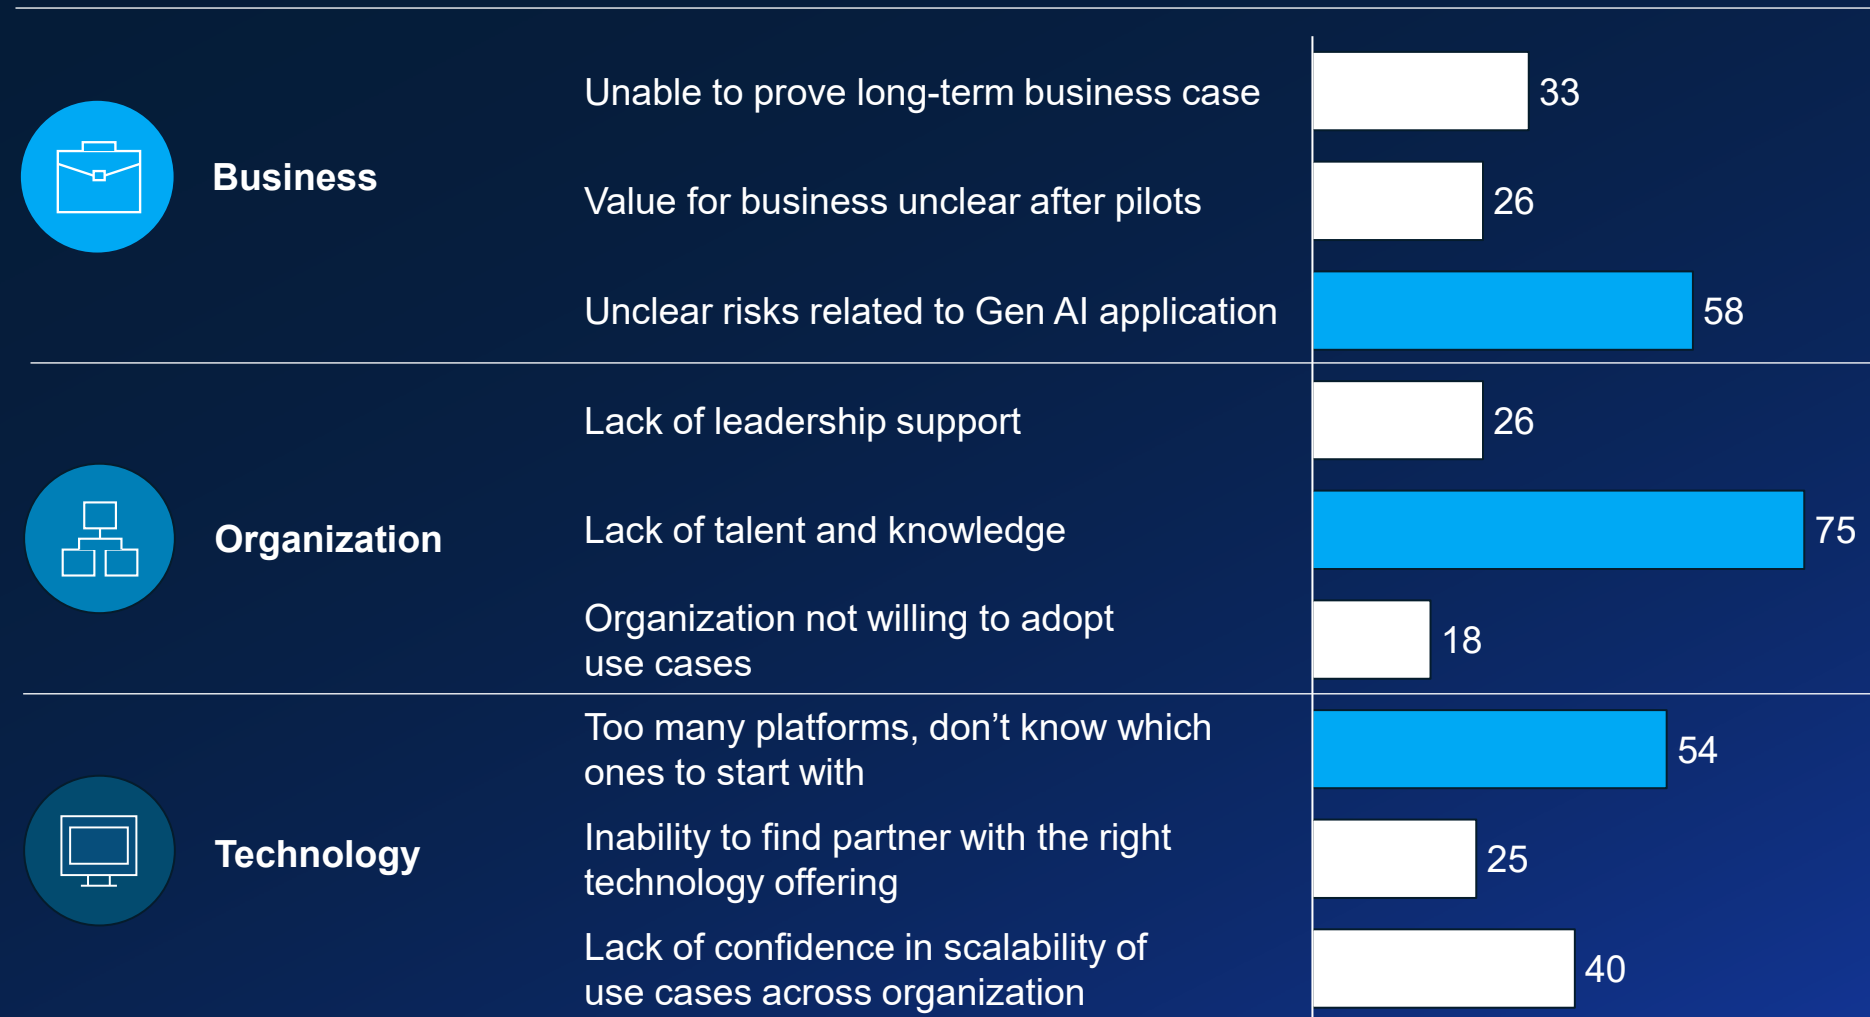 Business
Unable to prove long-term business case
33
Value for business unclear after pilots
26
Unclear risks related to Gen AI application
58
Organization
Lack of leadership support
26
Lack of talent and knowledge
75
Organization not willing to adopt
use cases
18
Technology
Too many platforms, don’t know which
ones to start with
54
Inability to find partner with the right
technology offering
25
Lack of confidence in scalability of
use cases across organization
40